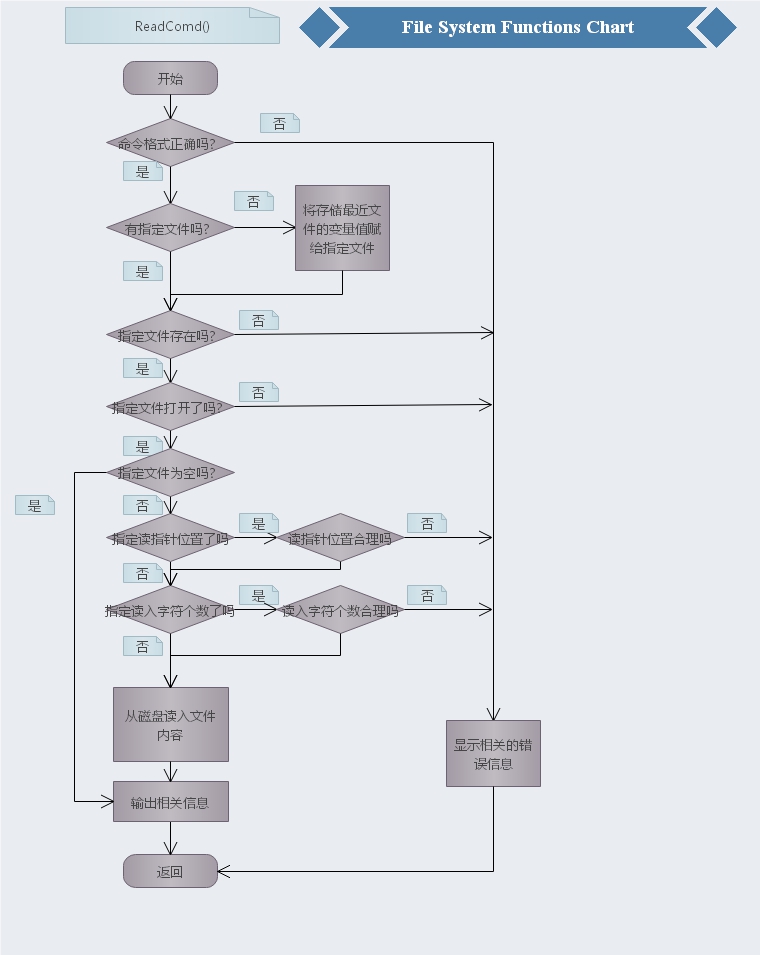 ReadComd()
File System Functions Chart
开始
否
命令格式正确吗?
是
否
将存储最近文
件的变量值赋
给指定文件
有指定文件吗?
是
否
指定文件存在吗?
是
否
指定文件打开了吗?
是
指定文件为空吗?
是
否
是
否
指定读指针位置了吗
读指针位置合理吗
否
是
否
指定读入字符个数了吗
读入字符个数合理吗
否
从磁盘读入文件
内容
显示相关的错
误信息
输出相关信息
返回